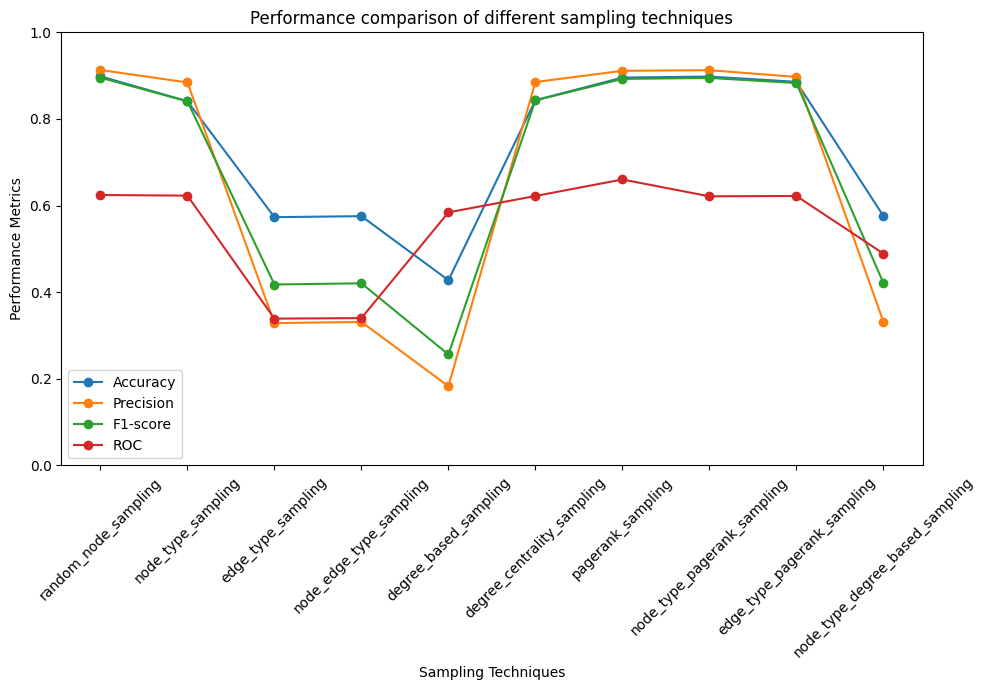 Performance comparison of different sampling techniques
Performance Metrics
1.0
0.8
0.6
0.4
0.2
0.0
Accuracy
Precision
F1-score
ROC
random_node_sampling
node_type_sampling
edge_type_sampling
node_edge_type_sampling
degree_based_sampling
degree_centrality_sampling
pagerank_sampling
node_type_pagerank_sampling
edge_type_pagerank_sampling
node_type_degree_based_sampling
Sampling Techniques